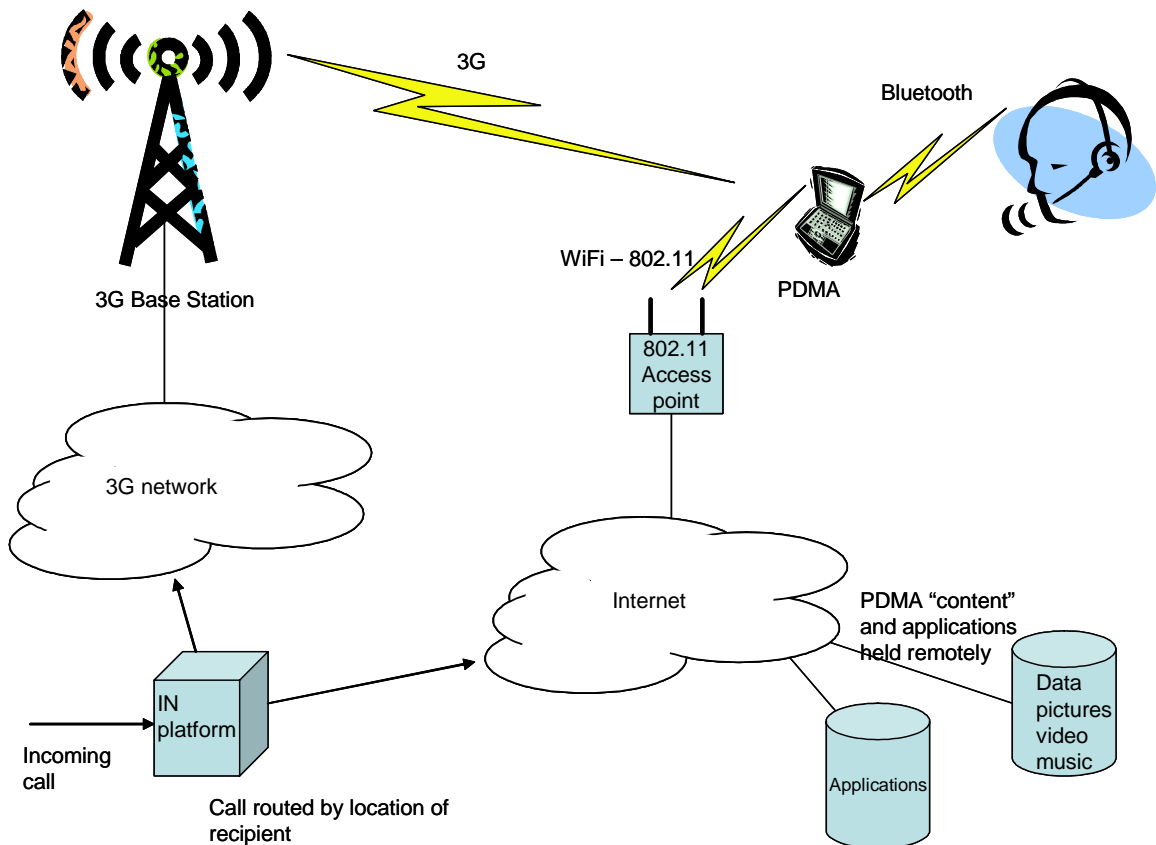 3G
Bluetooth
WiFi – 802.11
PDMA
3G Base Station
802.11
Access
point
3G network
Internet
PDMA “content”
and applications
held remotely
IN
platform
Data
pictures
video
music
Incoming
call
Applications
Call routed by location of
recipient